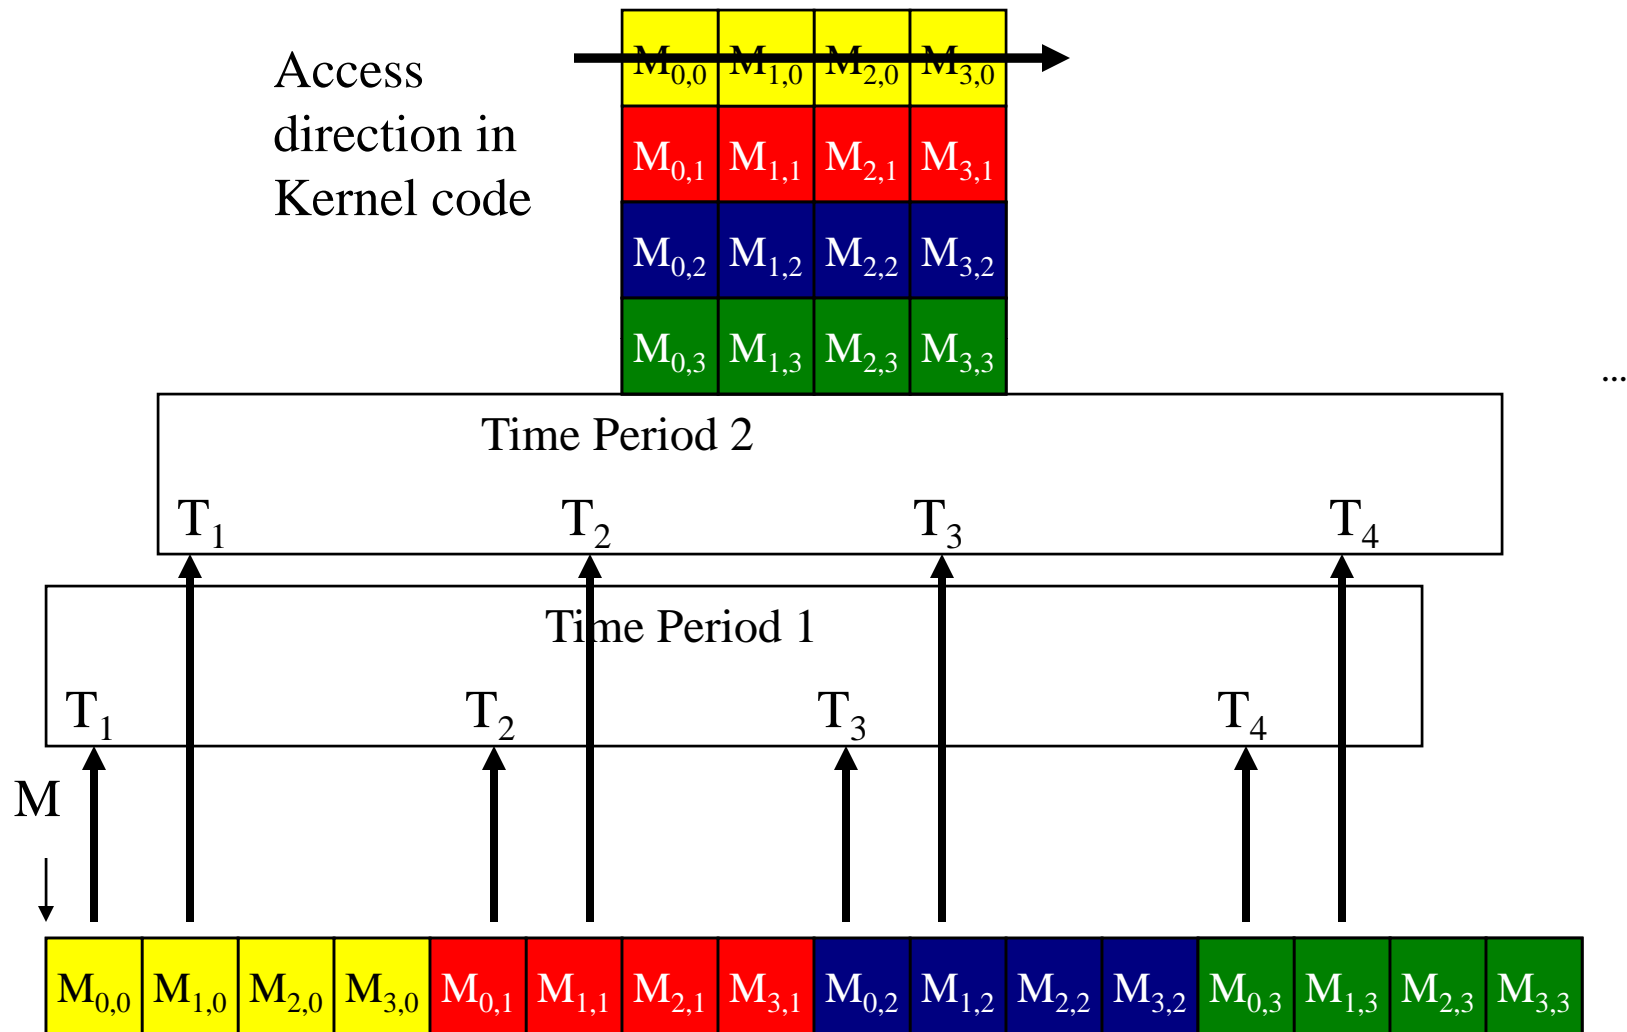 Access
direction in
Kernel code
M0,0 M1,0 M2,0 M3,0
M0,1 M1,1 M2,1 M3,1
M0,2 M1,2 M2,2 M3,2
M0,3 M1,3 M2,3 M3,3
...
Time Period 2
T1 T2 T3 T4
Time Period 1
T1 T2 T3 T4
M
M0,0 M1,0 M2,0 M3,0 M0,1 M1,1 M2,1 M3,1 M0,2 M1,2 M2,2 M3,2 M0,3 M1,3 M2,3 M3,3